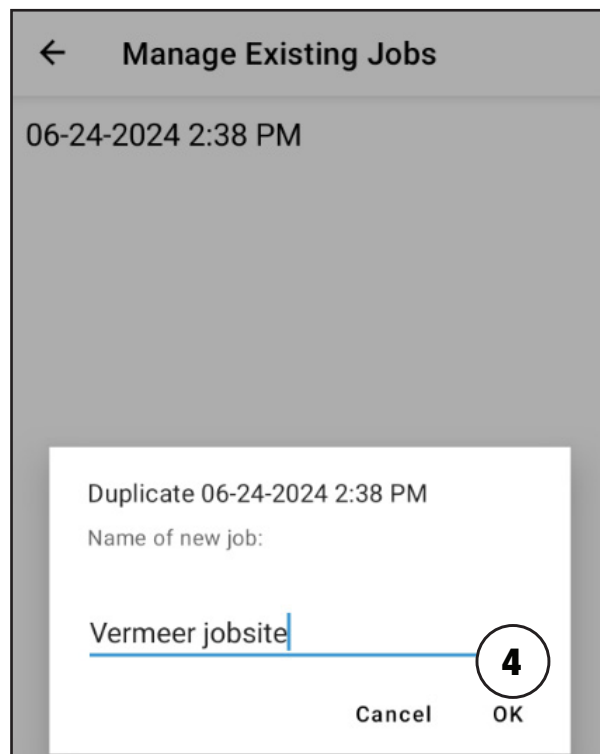 Manage Existing Jobs
06-24-2024 2:38 PM
Duplicate 06-24-2024 2:38 PM
Name of new job:
Vermeer jobsite
4
Cancel OK